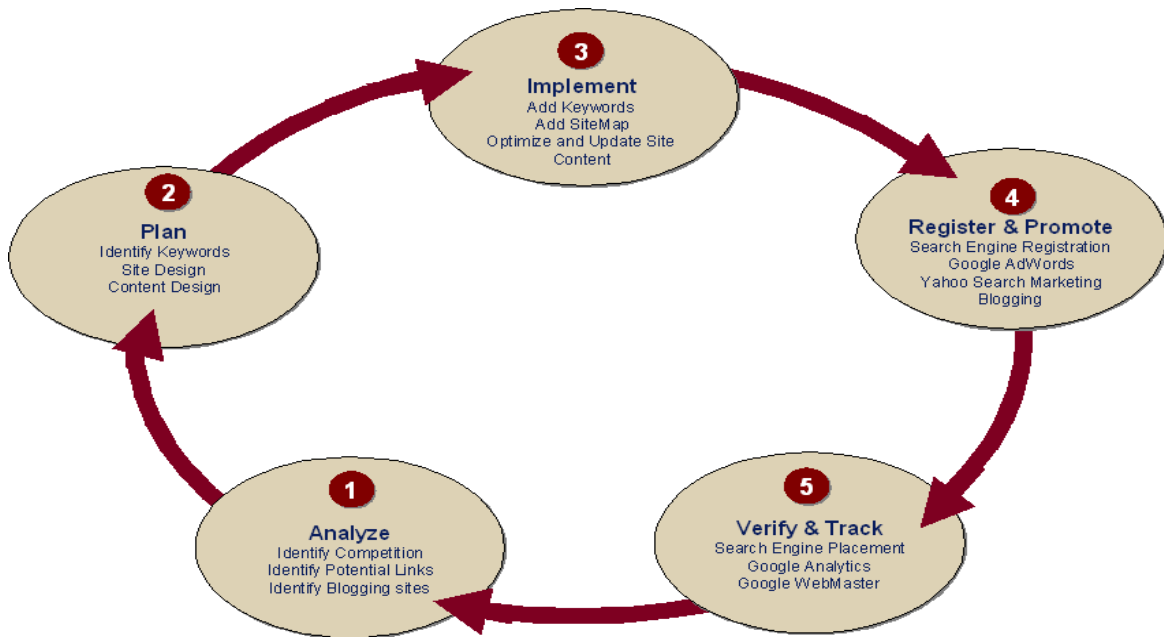 3
Implement
Add Keywords
Add SiteMap
Optimize and Update Site
Content
2
Plan
Identify Keywords
Site Design
Content Design
4
Register & Promote
Search Engine Registration
Google AdWords
Yahoo Search Marketing
Blogging
1
Analyze
Identify Competition
Identify Potential Links
Identify Blogging sites
5
Verify & Track
Search Engine Placement
Google Analytics
Google WebMaster